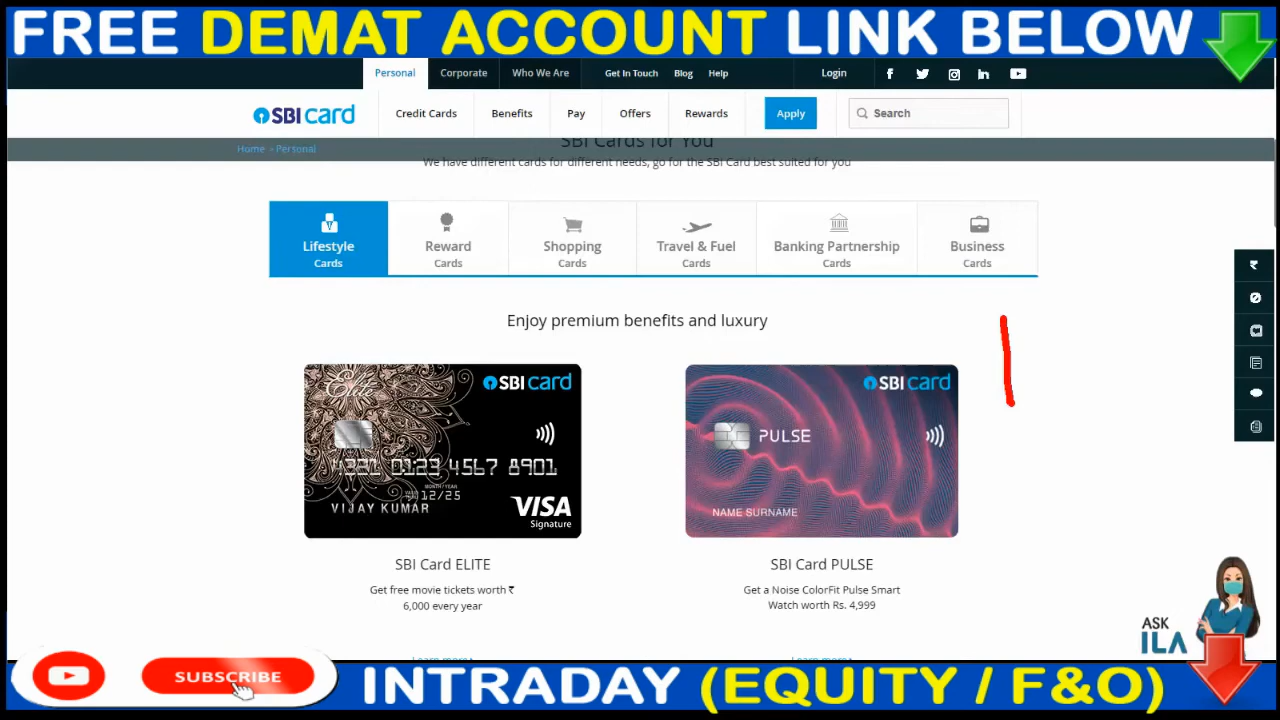 FREE DEMAT ACCOUNT LINK BELOW
Personal Corporate Who We Are Get In Touch Blog Help Login
SBI card Credit Cards Benefits Pay Offers Rewards Apply Search
Home > Personal
SBI Cards for You
We have different cards for different needs, go for the SBI Card best suited for you
Lifestyle Reward Shopping Travel & Fuel Banking Partnership Business
Cards Cards Cards Cards Cards Cards
Enjoy premium benefits and luxury
Elite SBI card
4331 0123 4567 8901
MONTH/YEAR
12/25
VIJAY KUMAR
VISA
Signature
SBI card
PULSE
NAME SURNAME
SBI Card ELITE
Get free movie tickets worth ₹
6,000 every year
SBI Card PULSE
Get a Noise ColorFit Pulse Smart
Watch worth Rs. 4,999
ASK
ILA
SUBSCRIBE
INTRADAY (EQUITY / F&O)